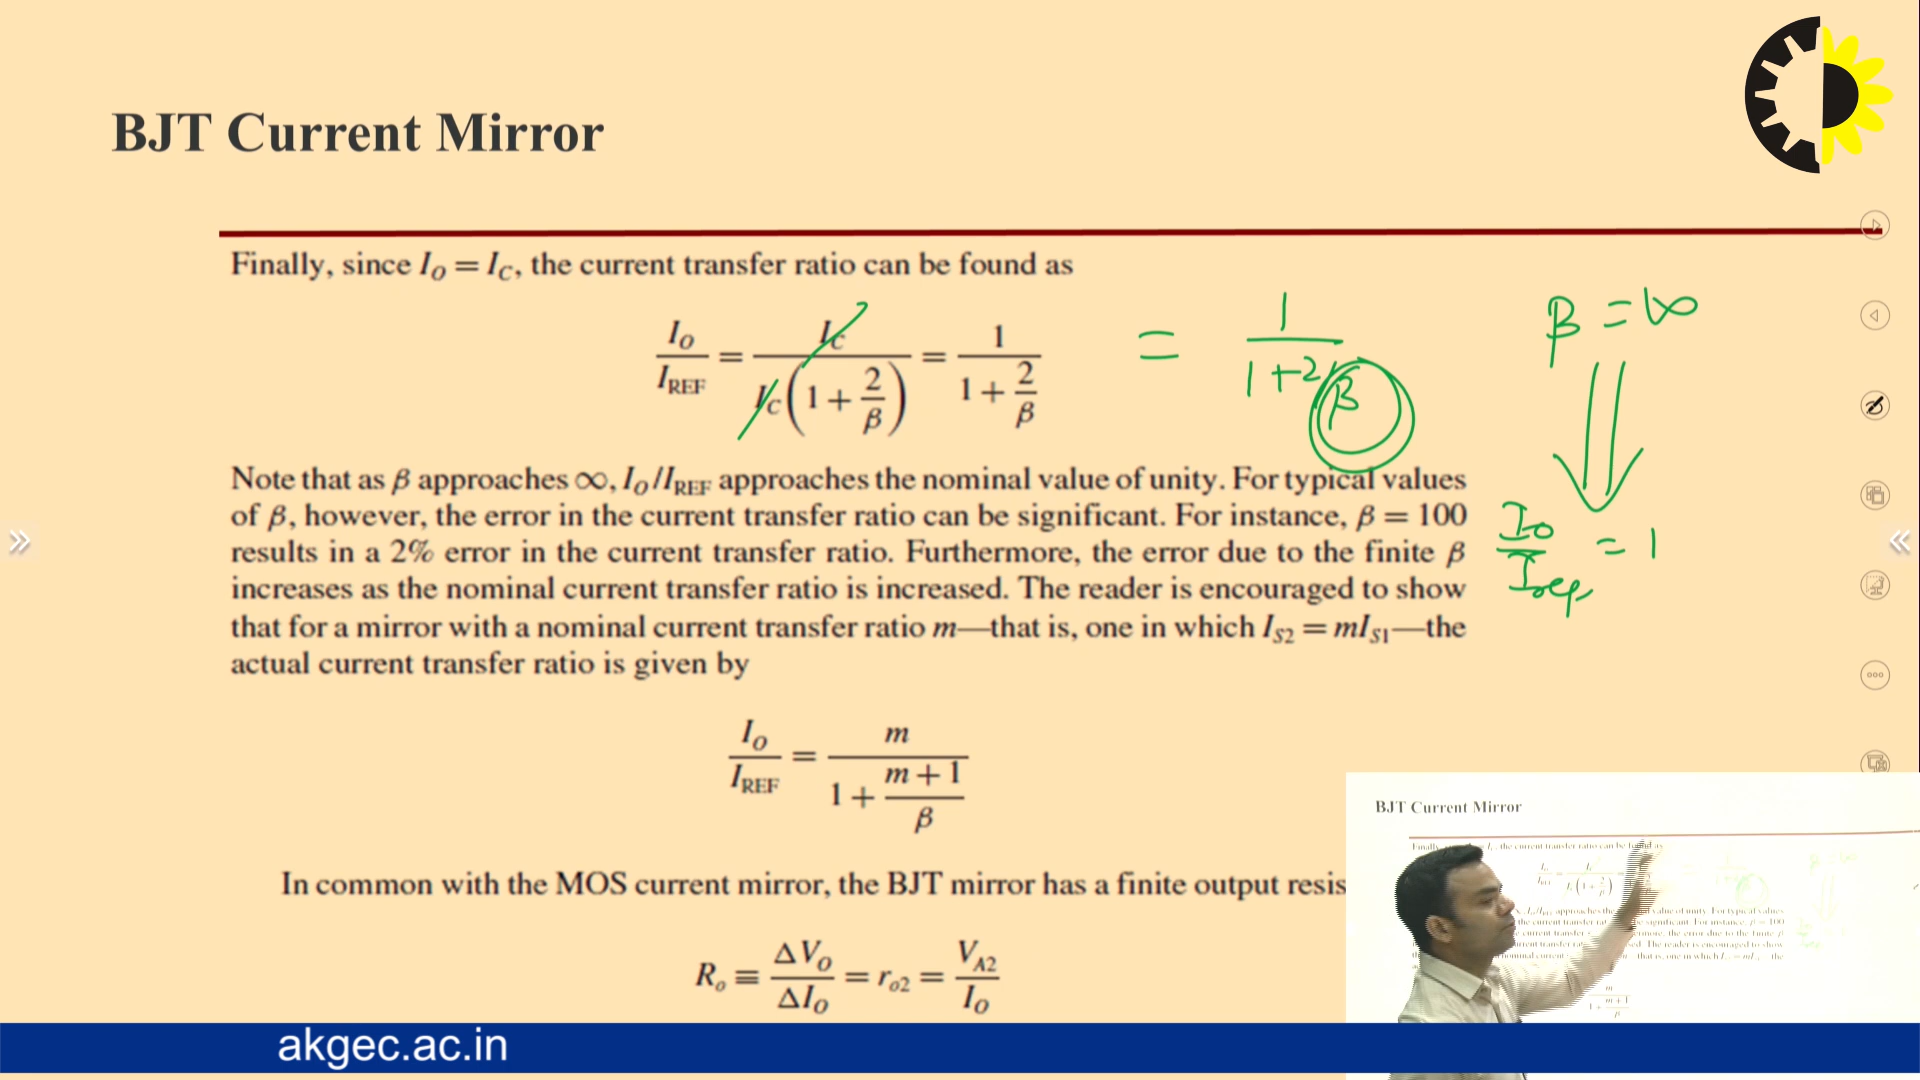 BJT Current Mirror
Finally, since I_O = I_C, the current transfer ratio can be found as
I_O/I_REF = I_C/(I_C(1 + 2/β)) = 1/(1 + 2/β) = 1/(1+2/β)
β = ∞
Note that as β approaches ∞, I_O/I_REF approaches the nominal value of unity. For typical values
of β, however, the error in the current transfer ratio can be significant. For instance, β = 100
results in a 2% error in the current transfer ratio. Furthermore, the error due to the finite β
increases as the nominal current transfer ratio is increased. The reader is encouraged to show
that for a mirror with a nominal current transfer ratio m—that is, one in which I_S2 = mI_S1—the
actual current transfer ratio is given by
Io/Iref = 1
I_O/I_REF = m/(1 + (m + 1)/β)
In common with the MOS current mirror, the BJT mirror has a finite output resis
R_o ≡ ΔV_O/ΔI_O = r_o2 = V_A2/I_O
BJT Current Mirror
akgec.ac.in